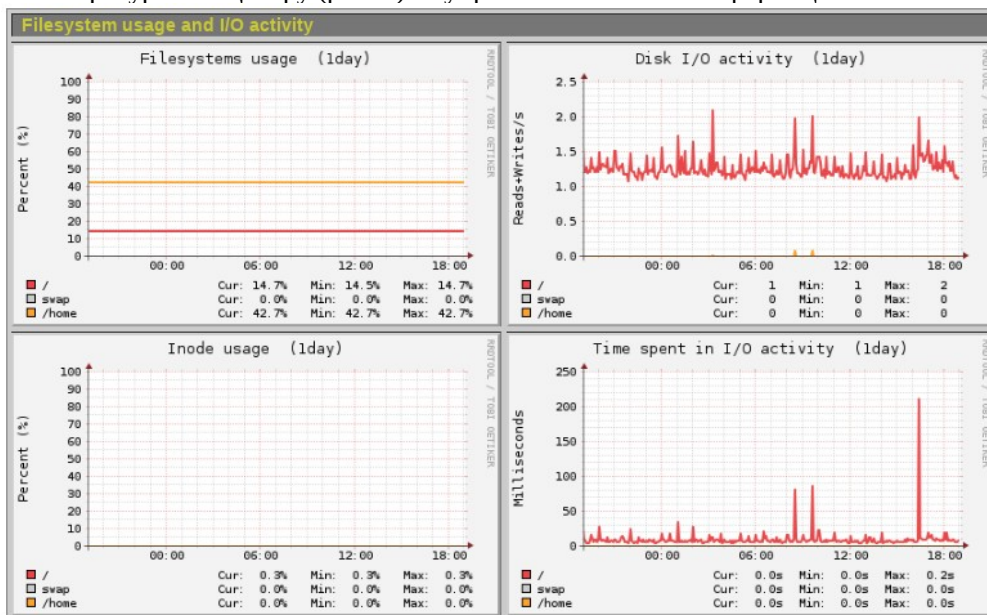 Filesystem usage and I/O activity
Filesystems usage (1day)
RRDTOOL / TOBI OETIKER
Percent (%)
100
90
80
70
60
50
40
30
20
10
0
00:00 06:00 12:00 18:00
/ Cur: 14.7% Min: 14.5% Max: 14.7%
swap Cur: 0.0% Min: 0.0% Max: 0.0%
/home Cur: 42.7% Min: 42.7% Max: 42.7%
Disk I/O activity (1day)
RRDTOOL / TOBI OETIKER
Reads+Writes/s
2.5
2.0
1.5
1.0
0.5
0.0
00:00 06:00 12:00 18:00
/ Cur: 1 Min: 1 Max: 2
swap Cur: 0 Min: 0 Max: 0
/home Cur: 0 Min: 0 Max: 0
Inode usage (1day)
RRDTOOL / TOBI OETIKER
Percent (%)
100
90
80
70
60
50
40
30
20
10
0
00:00 06:00 12:00 18:00
/ Cur: 0.3% Min: 0.3% Max: 0.3%
swap Cur: 0.0% Min: 0.0% Max: 0.0%
/home Cur: 0.0% Min: 0.0% Max: 0.0%
Time spent in I/O activity (1day)
RRDTOOL / TOBI OETIKER
Milliseconds
250
200
150
100
50
0
00:00 06:00 12:00 18:00
/ Cur: 0.0s Min: 0.0s Max: 0.2s
swap Cur: 0.0s Min: 0.0s Max: 0.0s
/home Cur: 0.0s Min: 0.0s Max: 0.0s